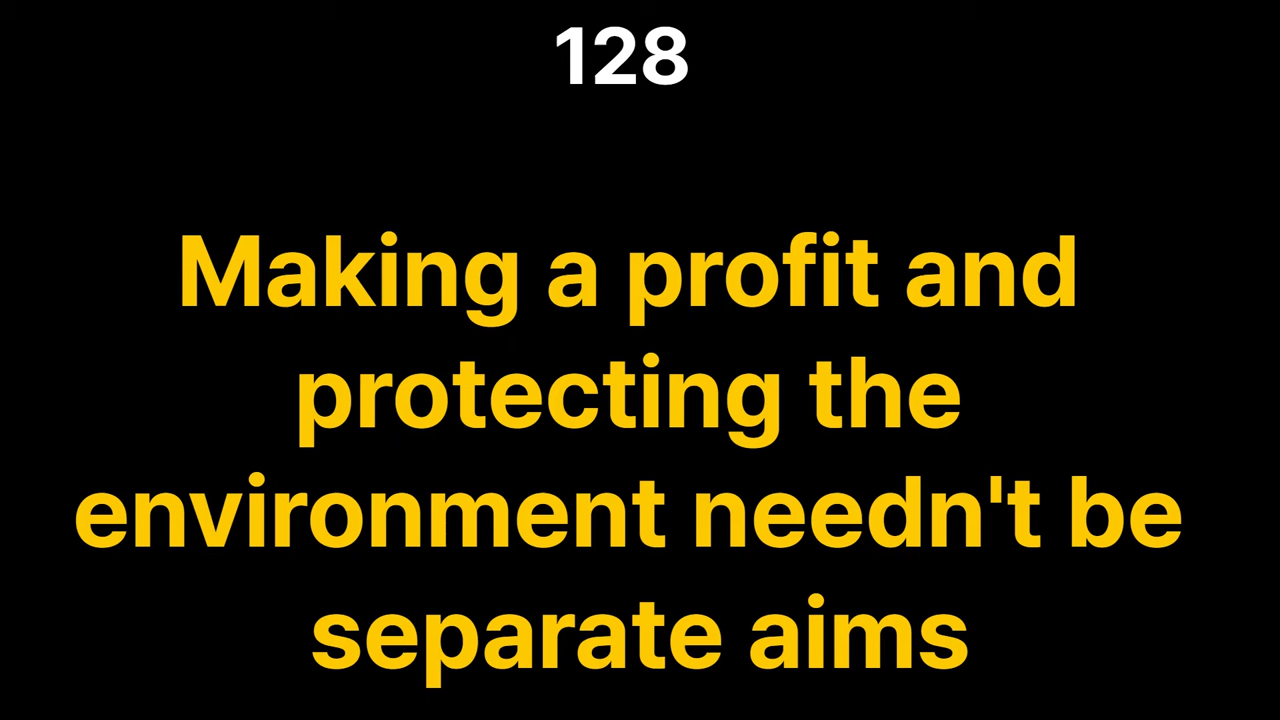 128
Making a profit and
protecting the
environment needn't be
separate aims